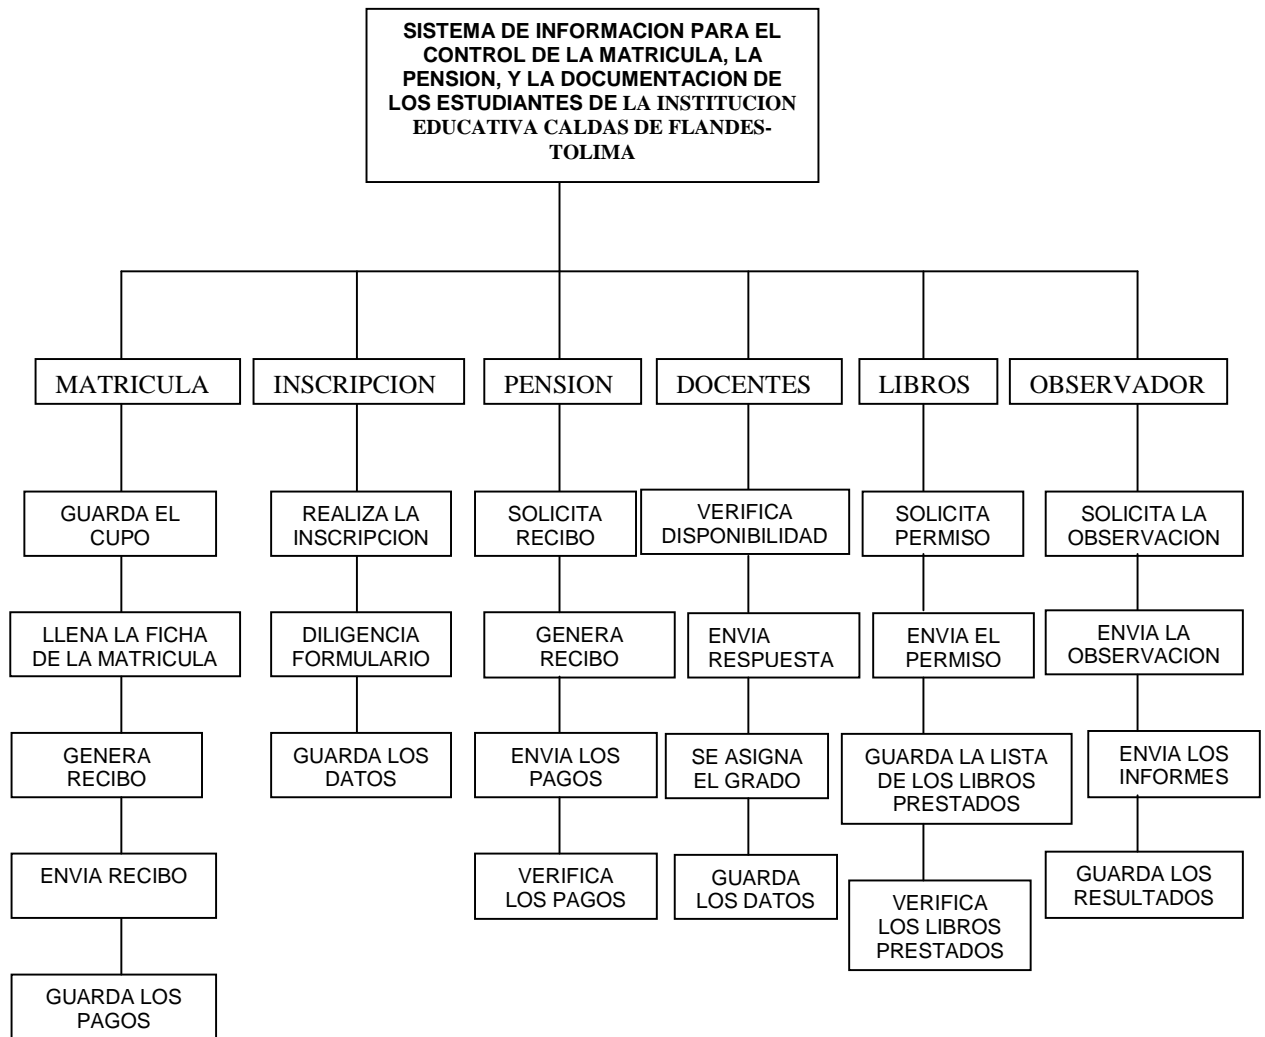 SISTEMA DE INFORMACION PARA EL
CONTROL DE LA MATRICULA, LA
PENSION, Y LA DOCUMENTACION DE
LOS ESTUDIANTES DE LA INSTITUCION
EDUCATIVA CALDAS DE FLANDES-
TOLIMA
MATRICULA
INSCRIPCION
PENSION
DOCENTES
LIBROS
OBSERVADOR
GUARDA EL
CUPO
REALIZA LA
INSCRIPCION
SOLICITA
RECIBO
VERIFICA
DISPONIBILIDAD
SOLICITA
PERMISO
SOLICITA LA
OBSERVACION
LLENA LA FICHA
DE LA MATRICULA
DILIGENCIA
FORMULARIO
GENERA
RECIBO
ENVIA
RESPUESTA
ENVIA EL
PERMISO
ENVIA LA
OBSERVACION
GENERA
RECIBO
GUARDA LOS
DATOS
ENVIA LOS
PAGOS
SE ASIGNA
EL GRADO
GUARDA LA LISTA
DE LOS LIBROS
PRESTADOS
ENVIA LOS
INFORMES
ENVIA RECIBO
VERIFICA
LOS PAGOS
GUARDA
LOS DATOS
VERIFICA
LOS LIBROS
PRESTADOS
GUARDA LOS
RESULTADOS
GUARDA LOS
PAGOS